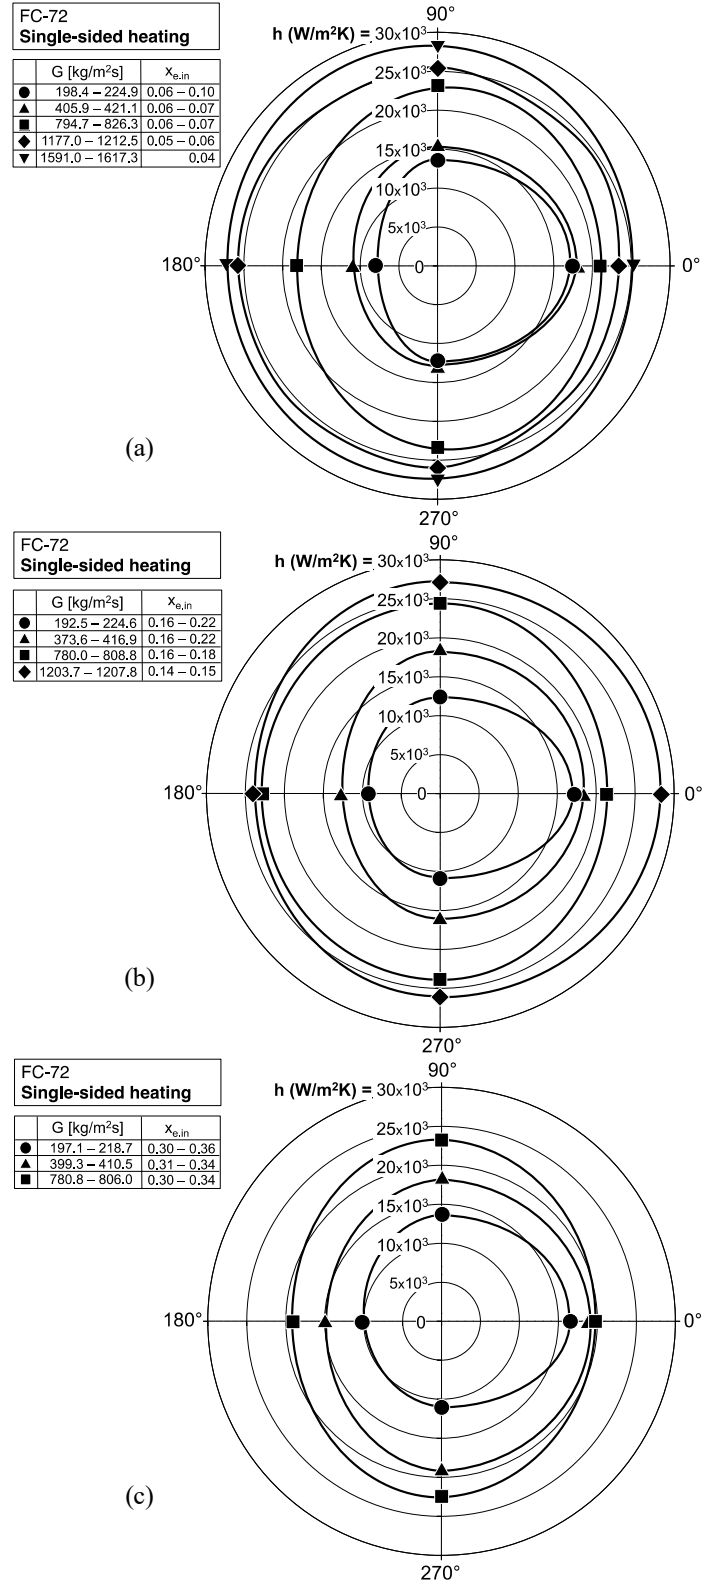 FC-72
Single-sided heating
G [kg/m²s] x_e,in
● 198.4 – 224.9 0.06 – 0.10
▲ 405.9 – 421.1 0.06 – 0.07
■ 794.7 – 826.3 0.06 – 0.07
◆ 1177.0 – 1212.5 0.05 – 0.06
▼ 1591.0 – 1617.3 0.04
90°
h (W/m²K) = 30x10³
25x10³
20x10³
15x10³
10x10³
5x10³
180° 0 0°
270°
(a)
FC-72
Single-sided heating
G [kg/m²s] x_e,in
● 192.5 – 224.6 0.16 – 0.22
▲ 373.6 – 416.9 0.16 – 0.22
■ 780.0 – 808.8 0.16 – 0.18
◆ 1203.7 – 1207.8 0.14 – 0.15
90°
h (W/m²K) = 30x10³
25x10³
20x10³
15x10³
10x10³
5x10³
180° 0 0°
270°
(b)
FC-72
Single-sided heating
G [kg/m²s] x_e,in
● 197.1 – 218.7 0.30 – 0.36
▲ 399.3 – 410.5 0.31 – 0.34
■ 780.8 – 806.0 0.30 – 0.34
90°
h (W/m²K) = 30x10³
25x10³
20x10³
15x10³
10x10³
5x10³
180° 0 0°
270°
(c)